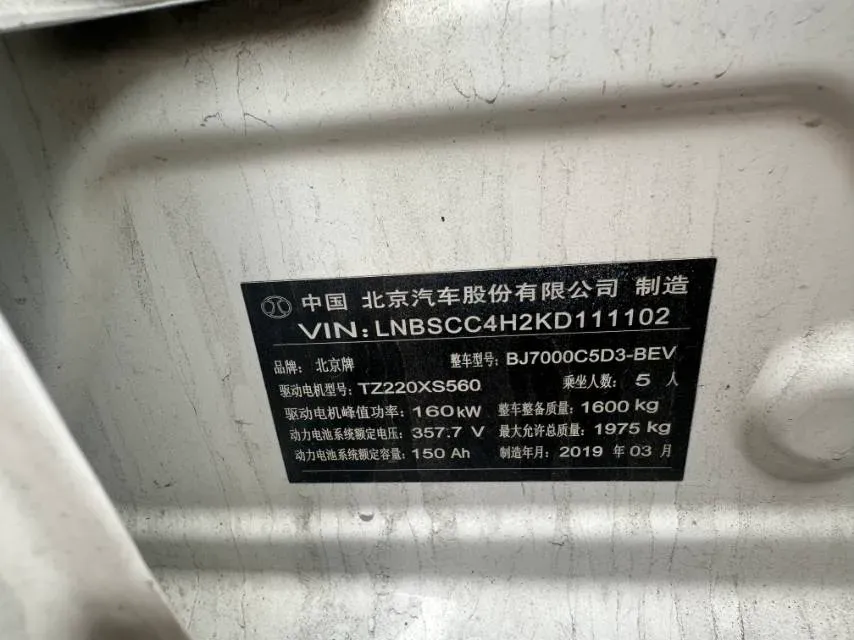 中国 北京汽车股份有限公司 制造
VIN:LNBSCC4H2KD111102
品牌: 北京牌 整车型号: BJ7000C5D3-BEV
驱动电机型号: TZ220XS560 乘坐人数: 5 人
驱动电机峰值功率: 160kW 整车整备质量: 1600 kg
动力电池系统额定电压: 357.7 V 最大允许总质量: 1975 kg
动力电池系统额定容量: 150 Ah 制造年月: 2019 年 03 月